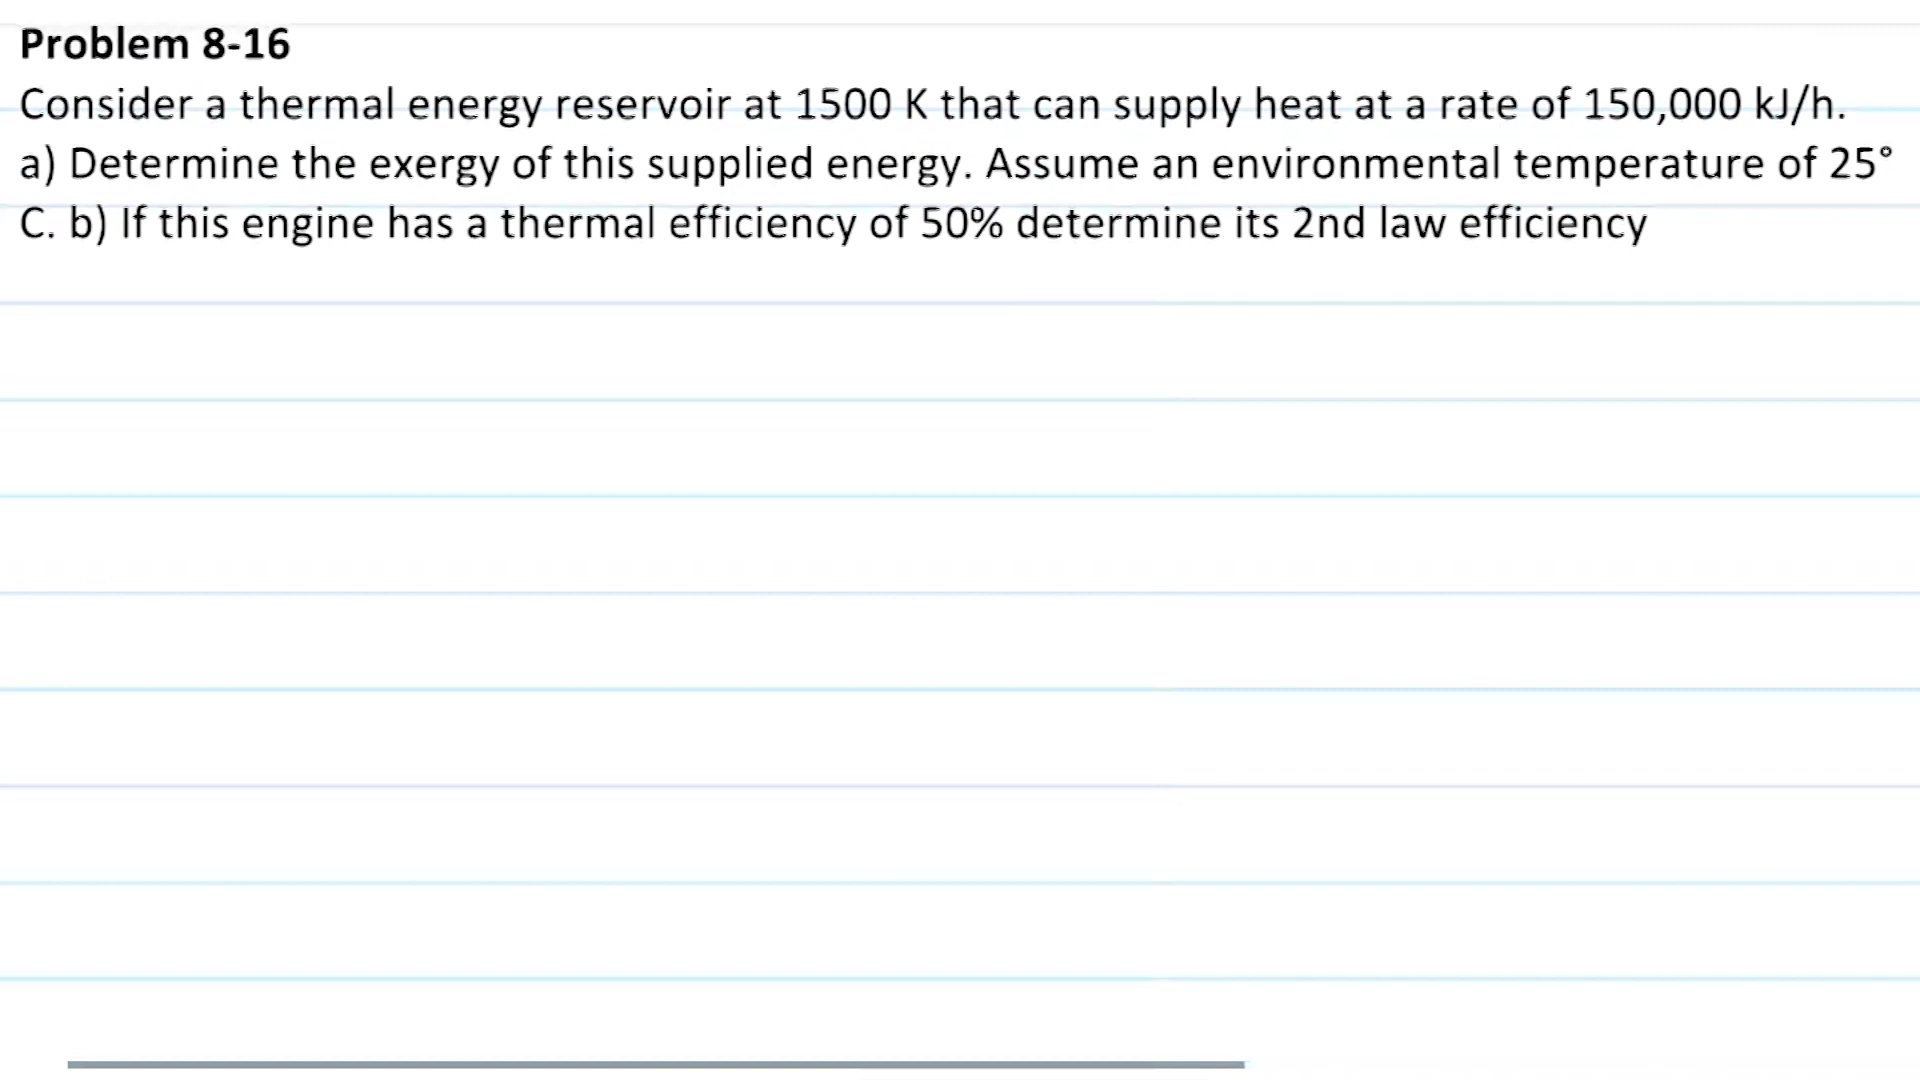 Problem 8-16
Consider a thermal energy reservoir at 1500 K that can supply heat at a rate of 150,000 kJ/h.
a) Determine the exergy of this supplied energy. Assume an environmental temperature of 25°
C. b) If this engine has a thermal efficiency of 50% determine its 2nd law efficiency